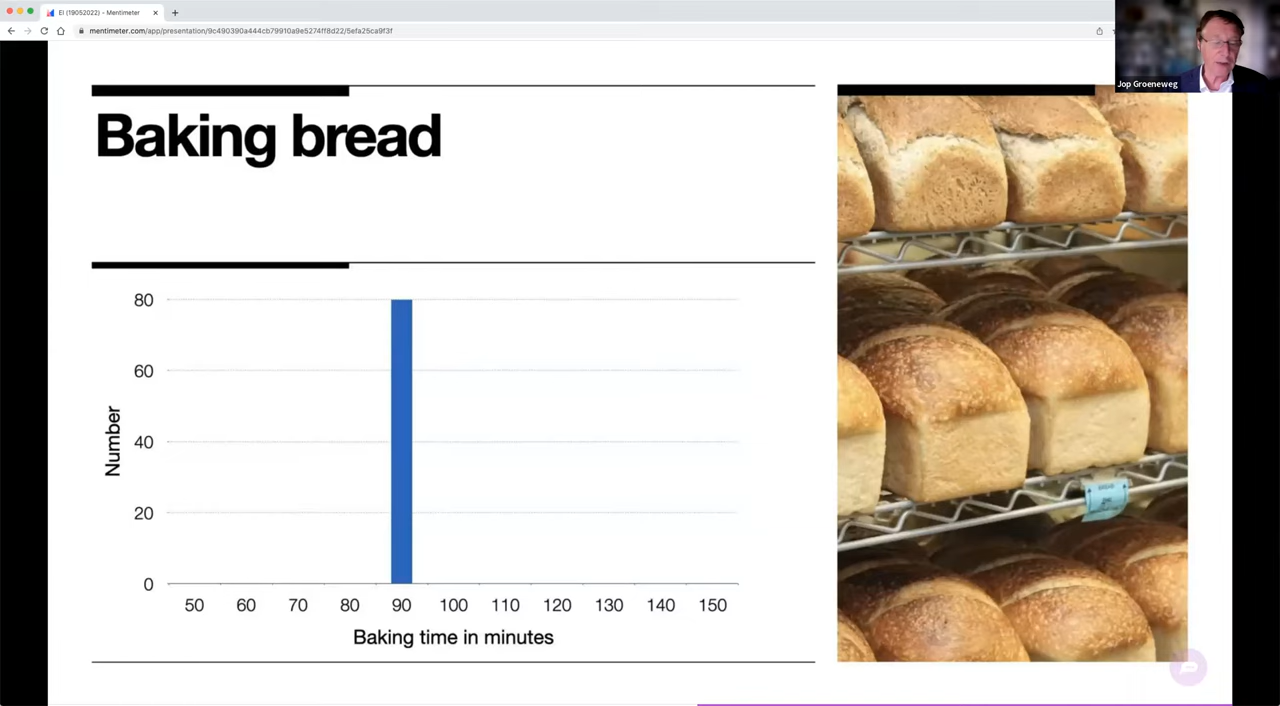 EI (19052022) - Mentimeter
mentimeter.com/app/presentation/9c490390a444cb79910a9e5274ff8d22/5efa25ca9f3f
Jop Groeneweg
Baking bread
80
60
40
20
0
Number
50 60 70 80 90 100 110 120 130 140 150
Baking time in minutes
BREAD